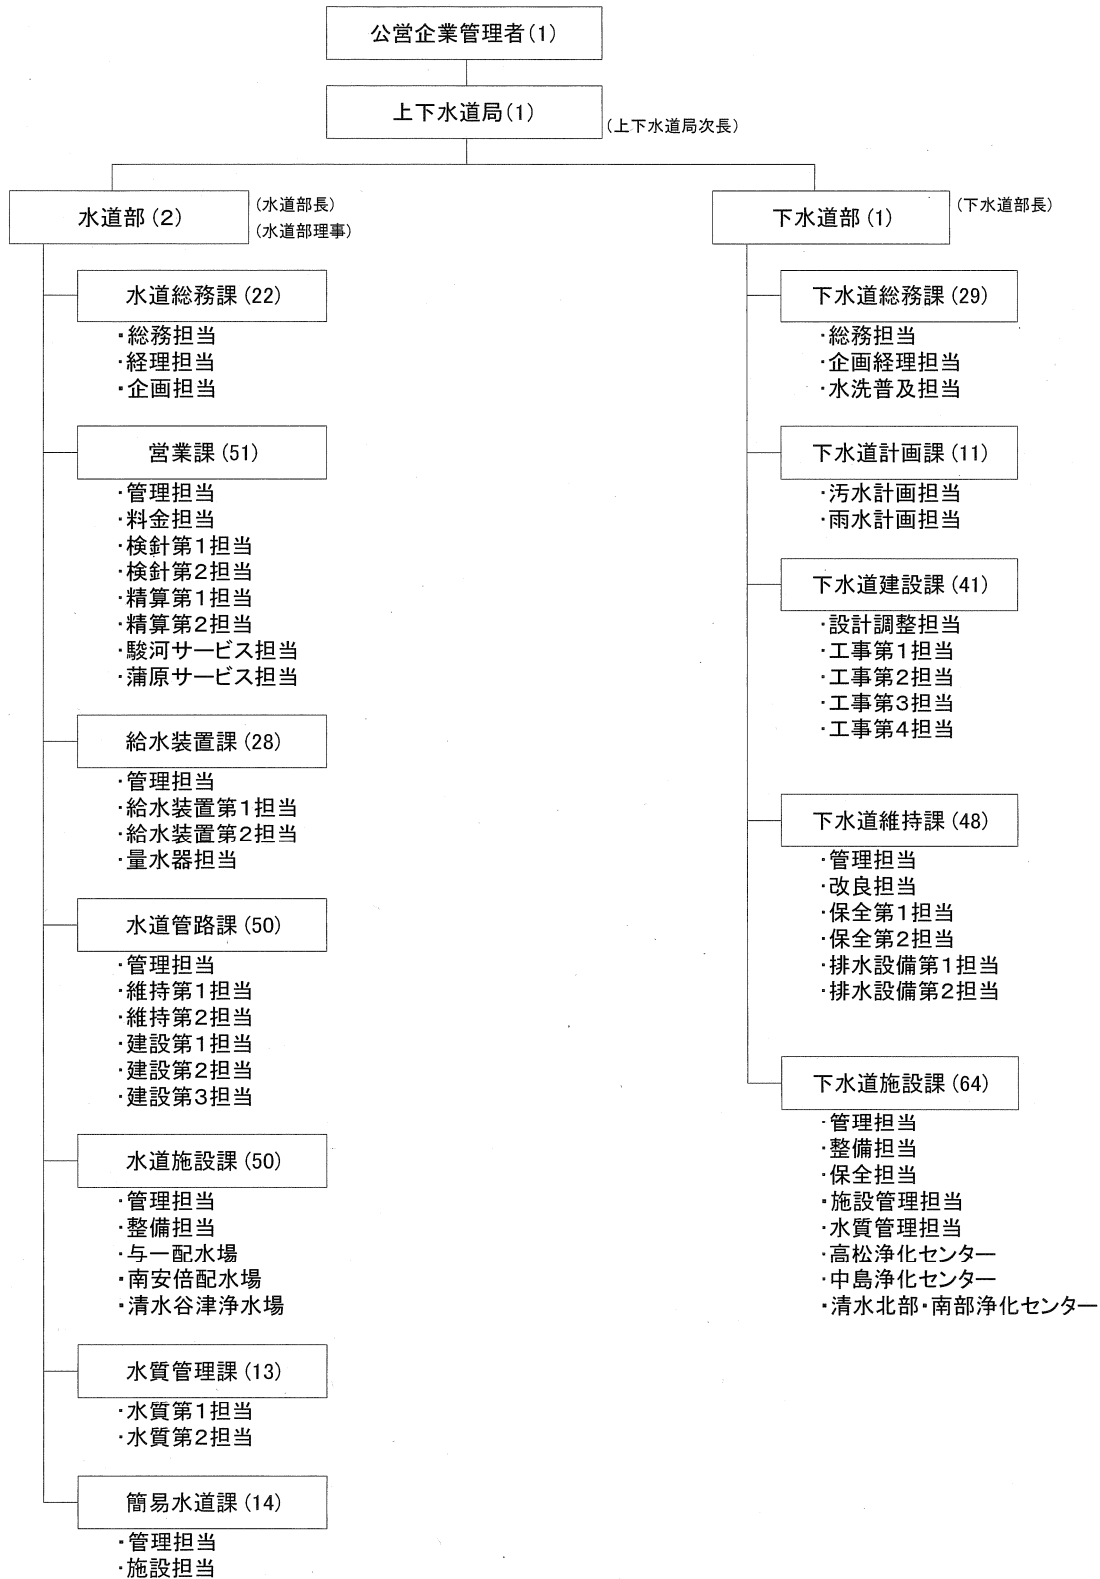 公営企業管理者(1)
上下水道局(1)
(上下水道局次長)
水道部(2)
(水道部長)
(水道部理事)
水道総務課(22)
・総務担当
・経理担当
・企画担当
営業課(51)
・管理担当
・料金担当
・検針第1担当
・検針第2担当
・精算第1担当
・精算第2担当
・駿河サービス担当
・蒲原サービス担当
給水装置課(28)
・管理担当
・給水装置第1担当
・給水装置第2担当
・量水器担当
水道管路課(50)
・管理担当
・維持第1担当
・維持第2担当
・建設第1担当
・建設第2担当
・建設第3担当
水道施設課(50)
・管理担当
・整備担当
・与一配水場
・南安倍配水場
・清水谷津浄水場
水質管理課(13)
・水質第1担当
・水質第2担当
簡易水道課(14)
・管理担当
・施設担当
下水道部(1)
(下水道部長)
下水道総務課(29)
・総務担当
・企画経理担当
・水洗普及担当
下水道計画課(11)
・汚水計画担当
・雨水計画担当
下水道建設課(41)
・設計調整担当
・工事第1担当
・工事第2担当
・工事第3担当
・工事第4担当
下水道維持課(48)
・管理担当
・改良担当
・保全第1担当
・保全第2担当
・排水設備第1担当
・排水設備第2担当
下水道施設課(64)
・管理担当
・整備担当
・保全担当
・施設管理担当
・水質管理担当
・高松浄化センター
・中島浄化センター
・清水北部・南部浄化センター